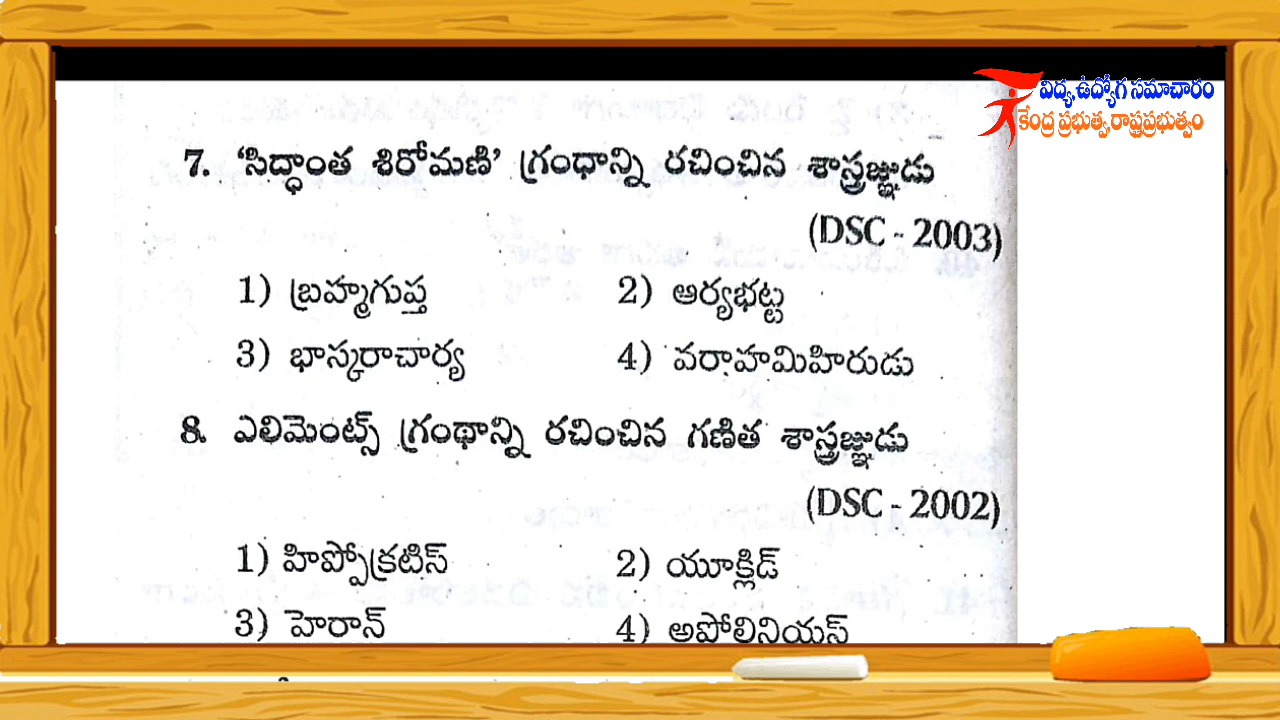 విద్య,ఉద్యోగ సమాచారం
కేంద్ర ప్రభుత్వ,రాష్ట్రప్రభుత్వం
7. 'సిద్ధాంత శిరోమణి' గ్రంథాన్ని రచించిన శాస్త్రజ్ఞుడు
(DSC - 2003)
1) బ్రహ్మగుప్త 2) ఆర్యభట్ట
3) భాస్కరాచార్య 4) వరాహమిహిరుడు
8. ఎలిమెంట్స్ గ్రంథాన్ని రచించిన గణిత శాస్త్రజ్ఞుడు
(DSC - 2002)
1) హిప్పోక్రటిస్ 2) యూక్లిడ్
3) హెరాన్ 4) అపోలినియస్